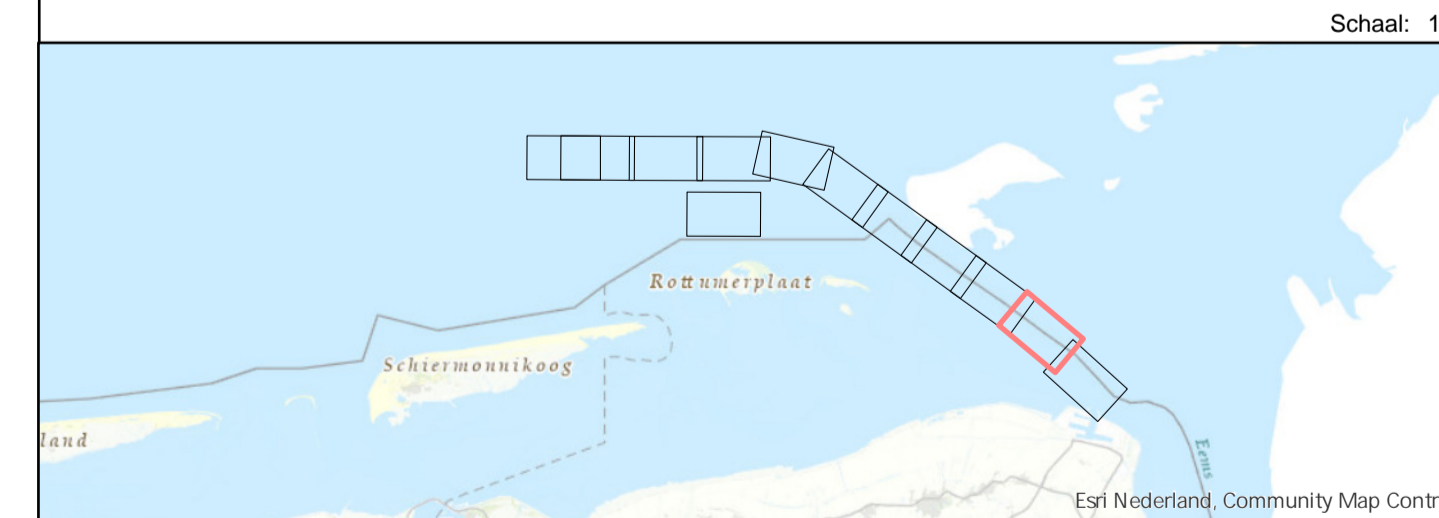 Schaal: 1
Rottumerplaat
Schiermonnikoog
land
Eems
Esri Nederland, Community Map Contr